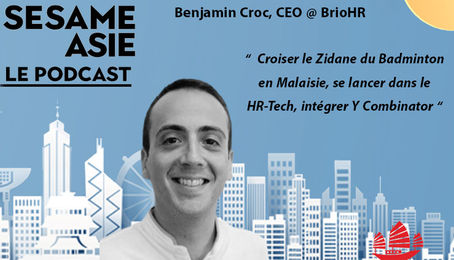 SESAME
ASIE
LE PODCAST
Benjamin Croc, CEO @ BrioHR
“ Croiser le Zidane du Badminton
en Malaisie, se lancer dans le
HR-Tech, intégrer Y Combinator “